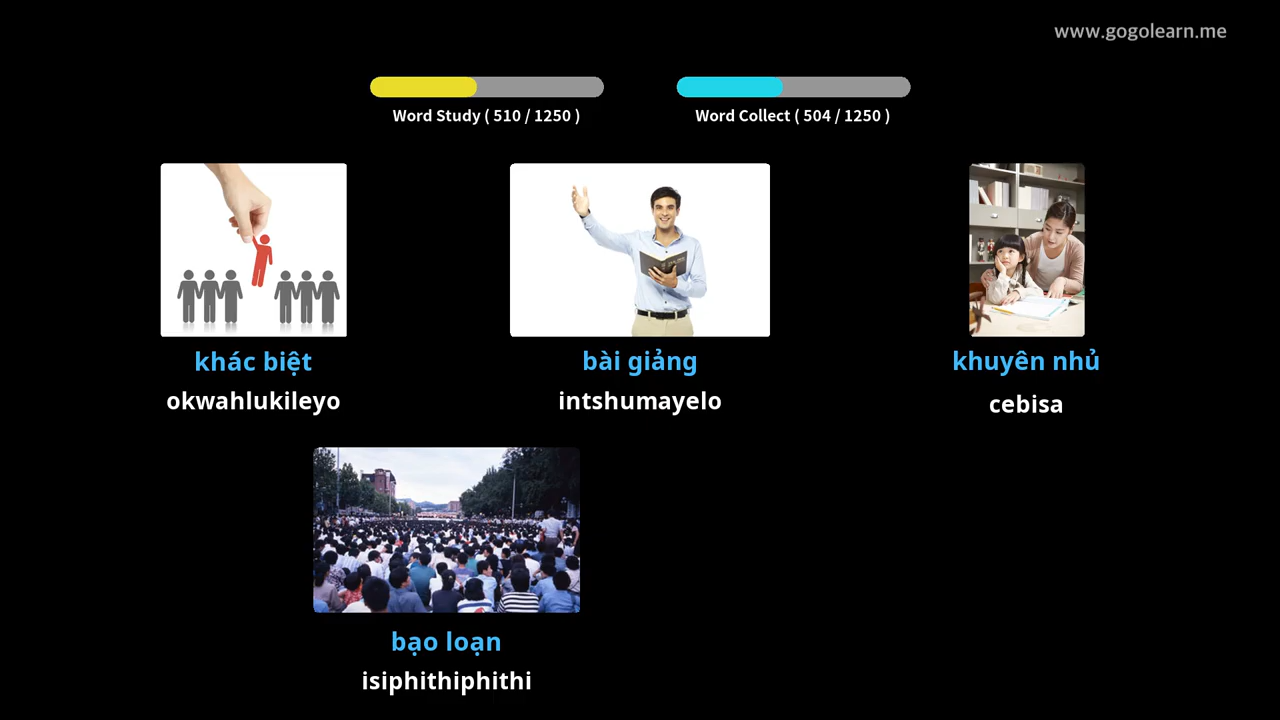 www.gogolearn.me
Word Study ( 510 / 1250 )
Word Collect ( 504 / 1250 )
khác biệt
okwahlukileyo
bài giảng
intshumayelo
khuyên nhủ
cebisa
bạo loạn
isiphithiphithi